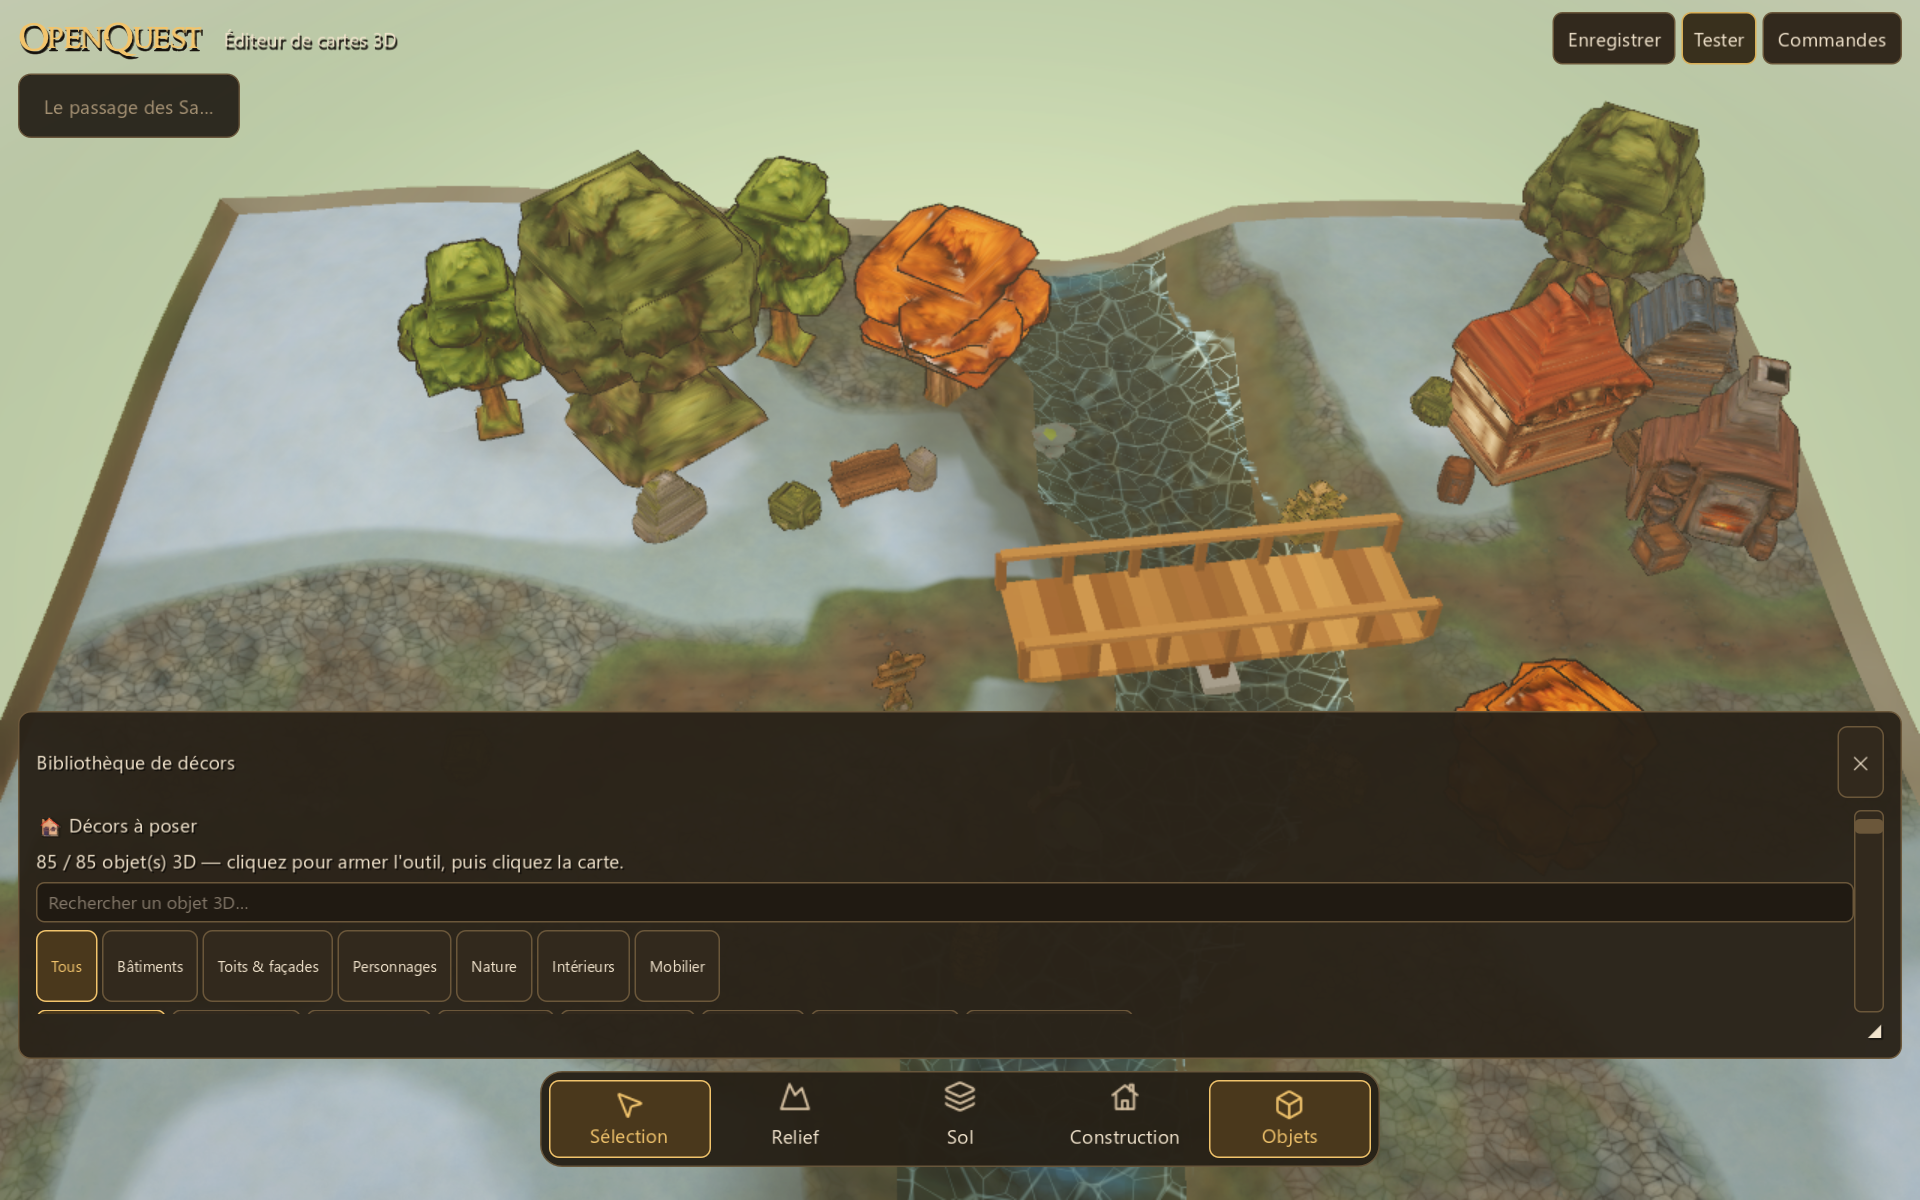 OPENQUEST Éditeur de cartes 3D
Enregistrer Tester Commandes
Le passage des Sa...
Bibliothèque de décors
Décors à poser
85 / 85 objet(s) 3D — cliquez pour armer l'outil, puis cliquez la carte.
Rechercher un objet 3D...
Tous Bâtiments Toits & façades Personnages Nature Intérieurs Mobilier
Sélection Relief Sol Construction Objets